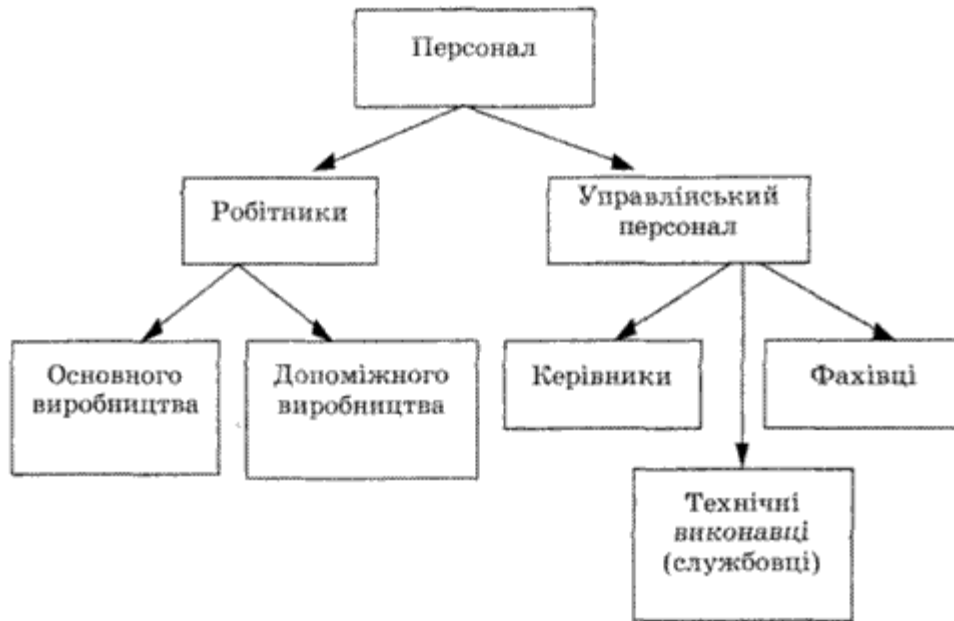 Персонал
Робітники
Управлінський
персонал
Основного
виробництва
Допоміжного
виробництва
Керівники
Фахівці
Технічні
виконавці
(службовці)